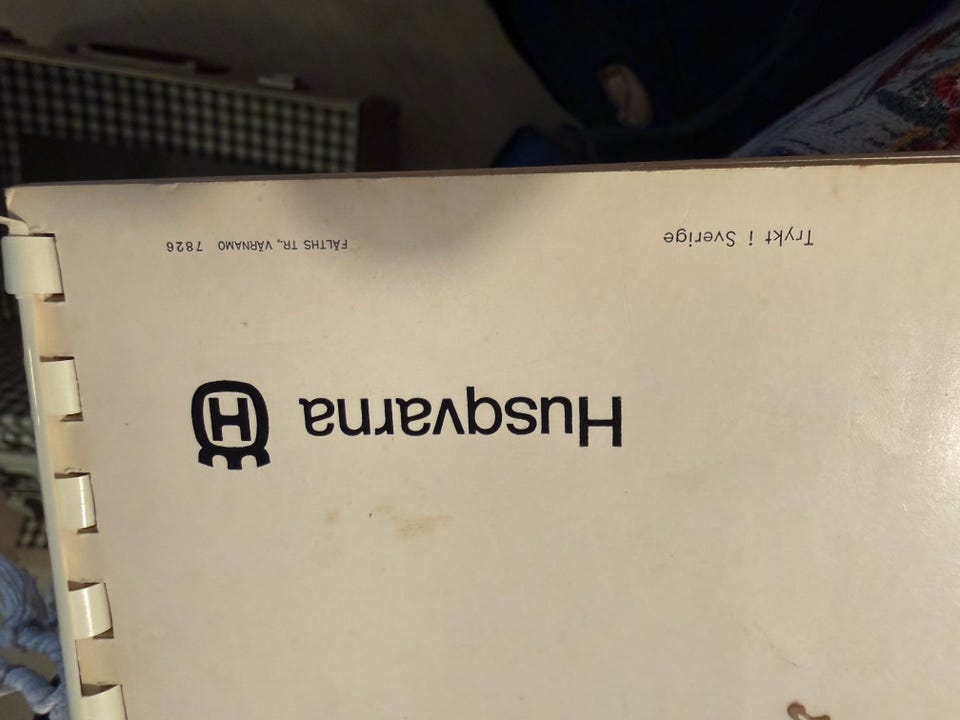 Husqvarna H
Trykt i Sverige
FÄLTHS TR., VÄRNAMO 7826